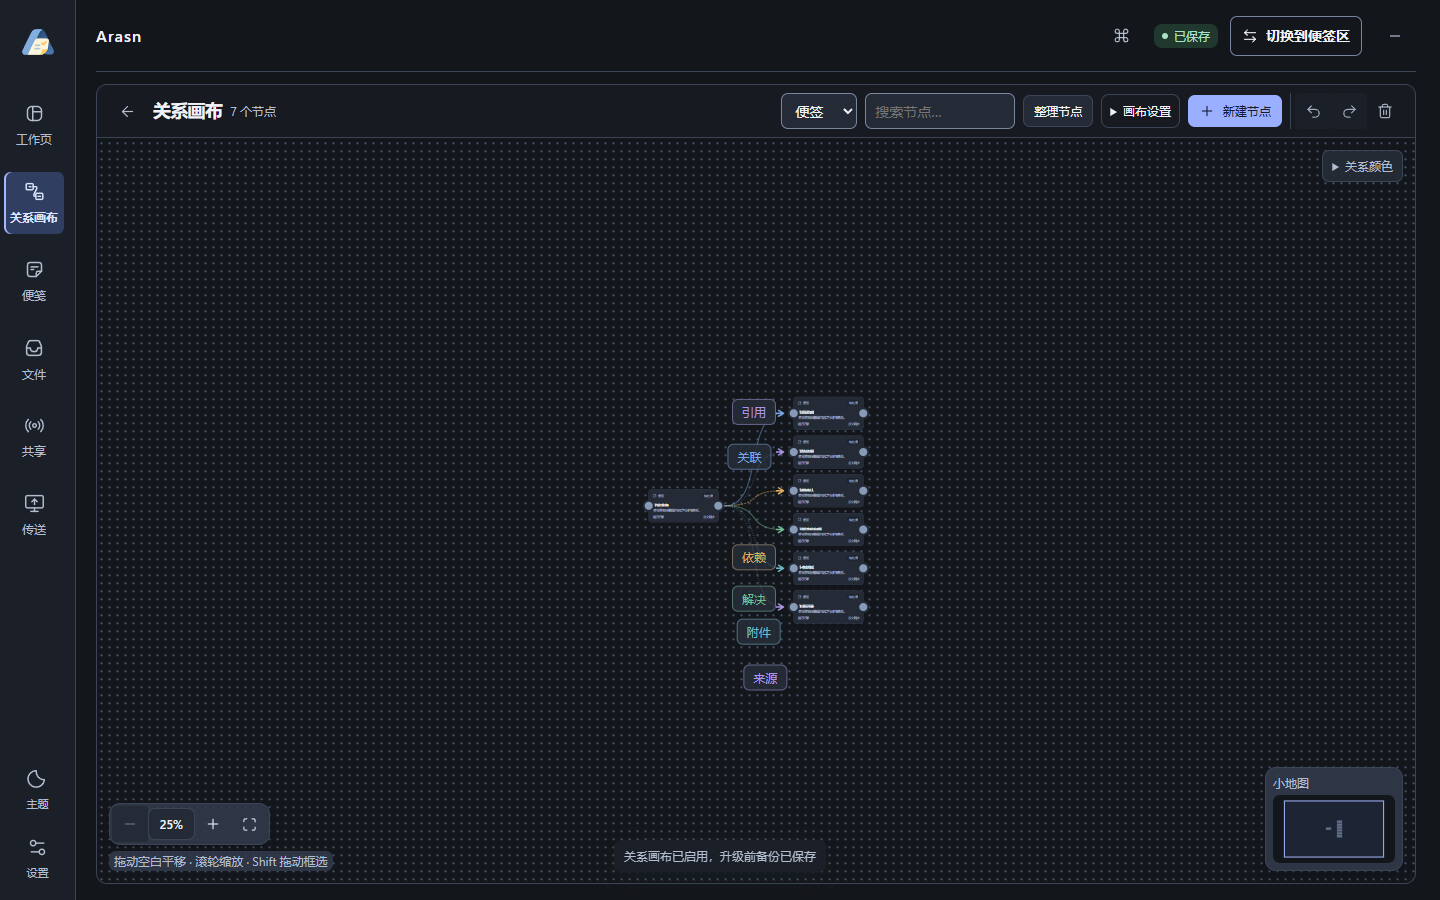 Arasn
已保存
切换到便签区
工作页
关系画布
便笺
文件
共享
传送
主题
设置
关系画布
7 个节点
便签
搜索节点...
整理节点
画布设置
新建节点
关系颜色
引用
关联
依赖
解决
附件
来源
25%
拖动空白平移 · 滚轮缩放 · Shift 拖动框选
关系画布已启用，升级前备份已保存
小地图